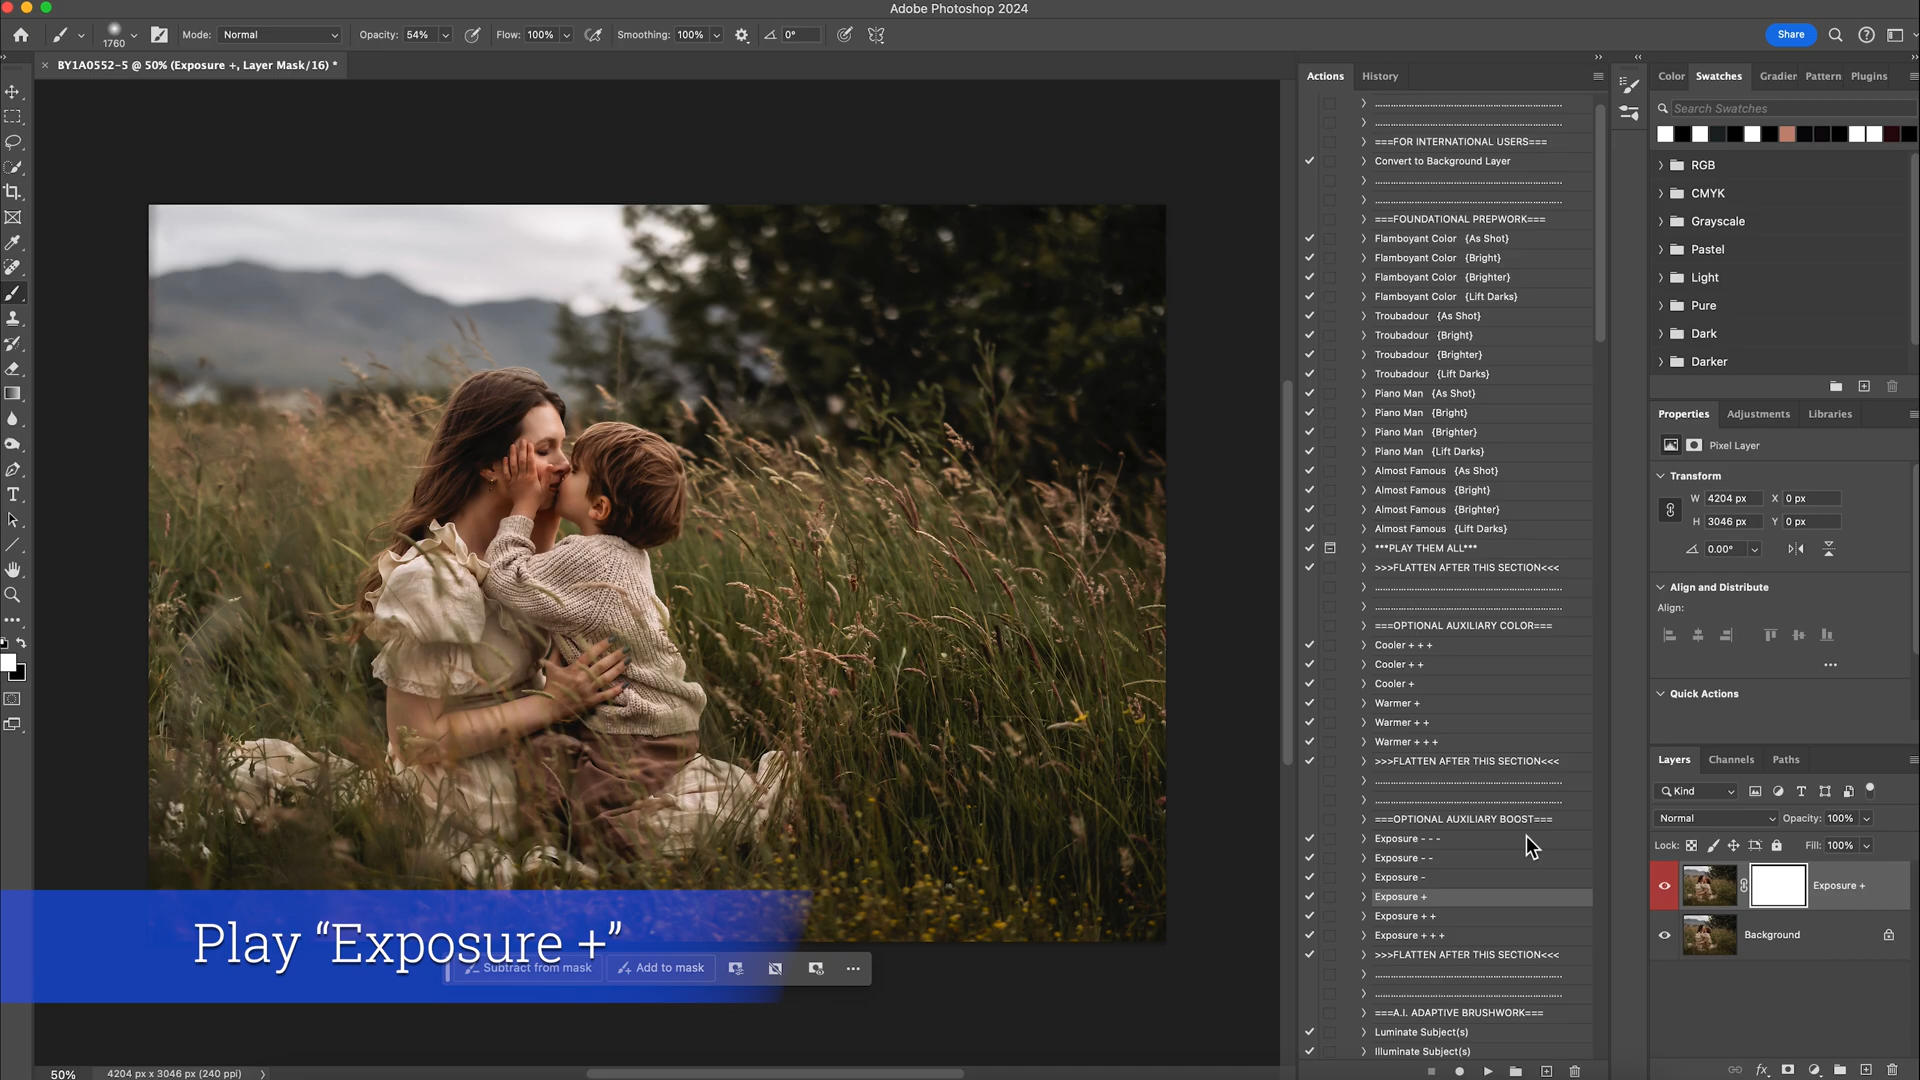 Adobe Photoshop 2024
1760
Mode: Normal
Opacity: 54%
Flow: 100%
Smoothing: 100%
0°
Share
BY1A0552-5 @ 50% (Exposure +, Layer Mask/16) *
Actions
History
===FOR INTERNATIONAL USERS===
Convert to Background Layer
===FOUNDATIONAL PREPWORK===
Flamboyant Color {As Shot}
Flamboyant Color {Bright}
Flamboyant Color {Brighter}
Flamboyant Color {Lift Darks}
Troubadour {As Shot}
Troubadour {Bright}
Troubadour {Brighter}
Troubadour {Lift Darks}
Piano Man {As Shot}
Piano Man {Bright}
Piano Man {Brighter}
Piano Man {Lift Darks}
Almost Famous {As Shot}
Almost Famous {Bright}
Almost Famous {Brighter}
Almost Famous {Lift Darks}
***PLAY THEM ALL***
>>>FLATTEN AFTER THIS SECTION<<<
===OPTIONAL AUXILIARY COLOR===
Cooler + + +
Cooler + +
Cooler +
Warmer +
Warmer + +
Warmer + + +
>>>FLATTEN AFTER THIS SECTION<<<
===OPTIONAL AUXILIARY BOOST===
Exposure - - -
Exposure - -
Exposure -
Exposure +
Exposure + +
Exposure + + +
>>>FLATTEN AFTER THIS SECTION<<<
===A.I. ADAPTIVE BRUSHWORK===
Luminate Subject(s)
Illuminate Subject(s)
Color
Swatches
Gradier
Pattern
Plugins
Search Swatches
RGB
CMYK
Grayscale
Pastel
Light
Pure
Dark
Darker
Properties
Adjustments
Libraries
Pixel Layer
Transform
W 4204 px
X 0 px
H 3046 px
Y 0 px
0.00°
Align and Distribute
Align:
Quick Actions
Layers
Channels
Paths
Kind
Normal
Opacity: 100%
Lock:
Fill: 100%
Exposure +
Background
Play “Exposure +”
Subtract from mask
Add to mask
50%
4204 px x 3046 px (240 ppi)